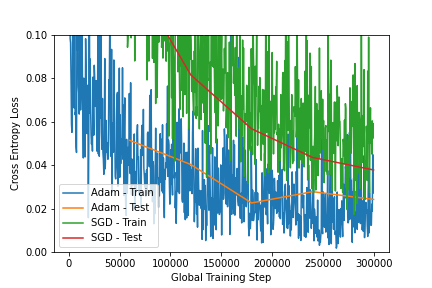 0.10
0.08
0.06
0.04
0.02
0.00
Cross Entropy Loss
Adam - Train
Adam - Test
SGD - Train
SGD - Test
0 50000 100000 150000 200000 250000 300000
Global Training Step